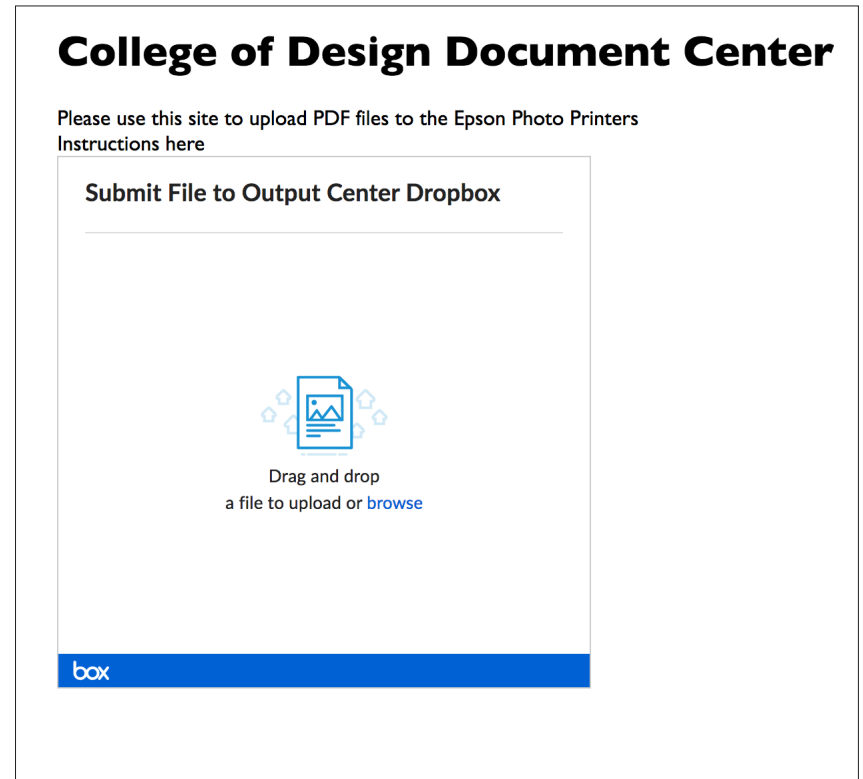 College of Design Document Center
Please use this site to upload PDF files to the Epson Photo Printers
Instructions here
Submit File to Output Center Dropbox
Drag and drop
a file to upload or browse
box